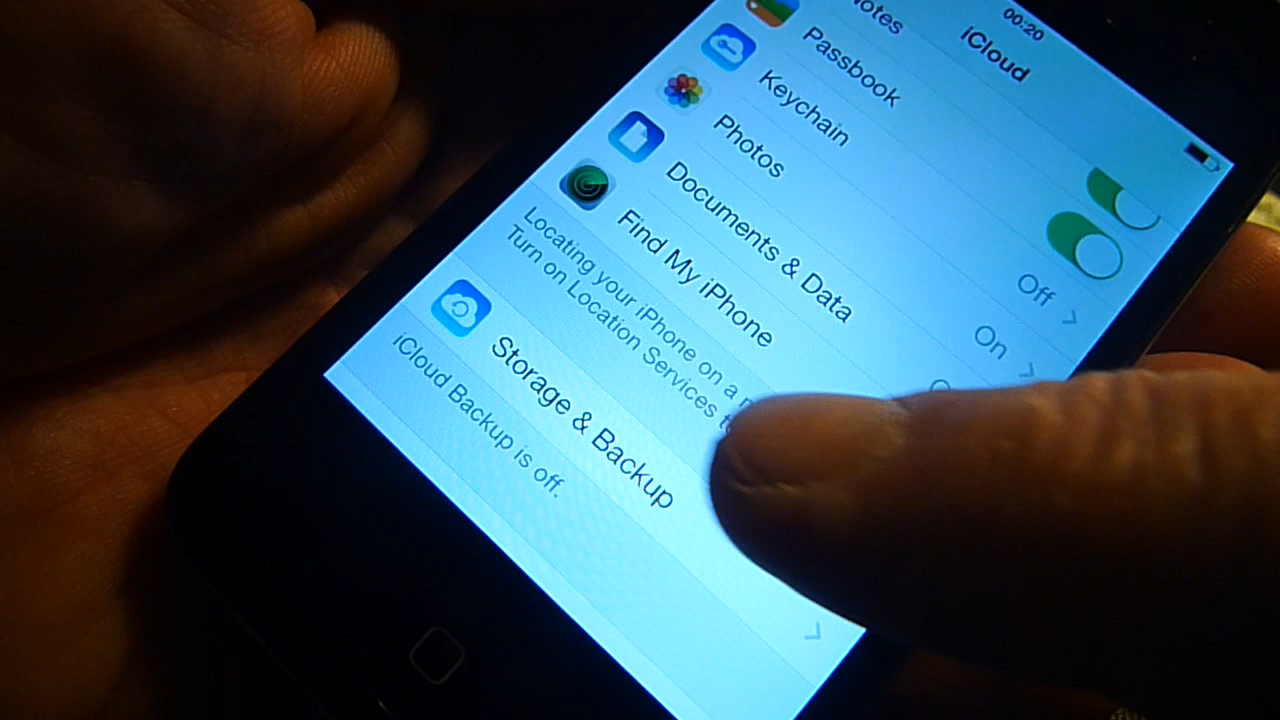 00:20
iCloud
Notes
Passbook
Keychain
Off
Photos
On
Documents & Data
Find My iPhone
Locating your iPhone on a
Turn on Location Services
Storage & Backup
iCloud Backup is off.